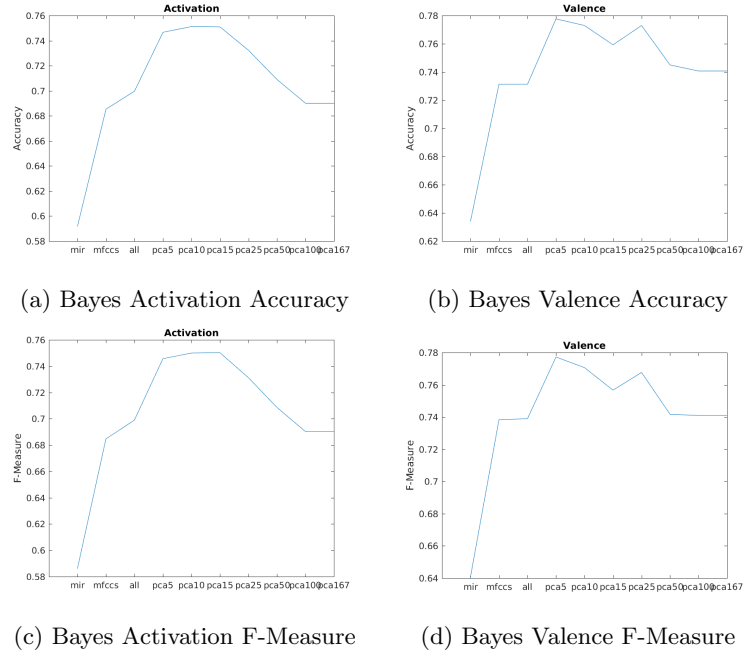 Activation
0.76
0.74
0.72
0.7
0.68
0.66
0.64
0.62
0.6
0.58
Accuracy
mir mfccs all pca5 pca10 pca15 pca25 pca50 pca100 pca167
(a) Bayes Activation Accuracy
Valence
0.78
0.76
0.74
0.72
0.7
0.68
0.66
0.64
0.62
Accuracy
mir mfccs all pca5 pca10 pca15 pca25 pca50 pca100 pca167
(b) Bayes Valence Accuracy
Activation
0.76
0.74
0.72
0.7
0.68
0.66
0.64
0.62
0.6
0.58
F-Measure
mir mfccs all pca5 pca10 pca15 pca25 pca50 pca100 pca167
(c) Bayes Activation F-Measure
Valence
0.78
0.76
0.74
0.72
0.7
0.68
0.66
0.64
F-Measure
mir mfccs all pca5 pca10 pca15 pca25 pca50 pca100 pca167
(d) Bayes Valence F-Measure